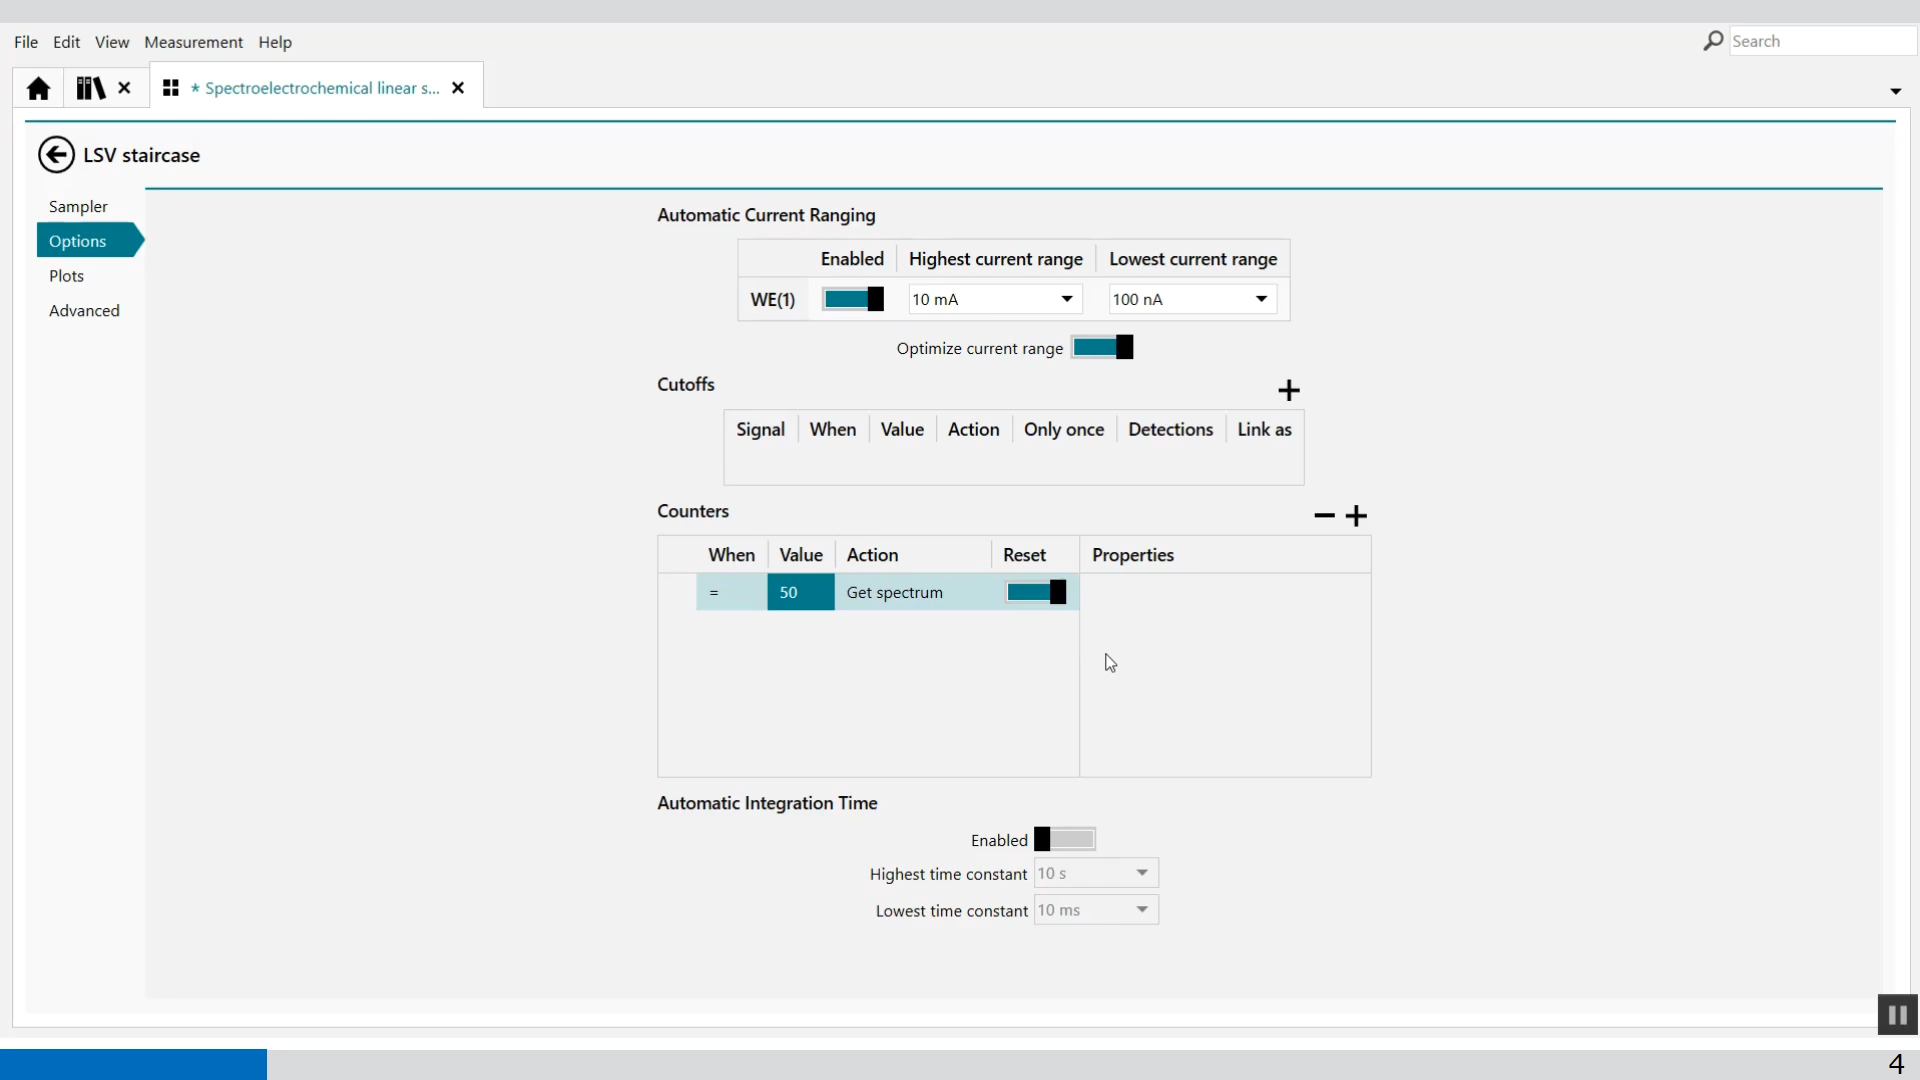 File Edit View Measurement Help
Search
* Spectroelectrochemical linear s...
LSV staircase
Sampler
Options
Plots
Advanced
Automatic Current Ranging
Enabled Highest current range Lowest current range
WE(1) 10 mA 100 nA
Optimize current range
Cutoffs
Signal When Value Action Only once Detections Link as
Counters
When Value Action Reset Properties
= 50 Get spectrum
Automatic Integration Time
Enabled
Highest time constant 10 s
Lowest time constant 10 ms
4